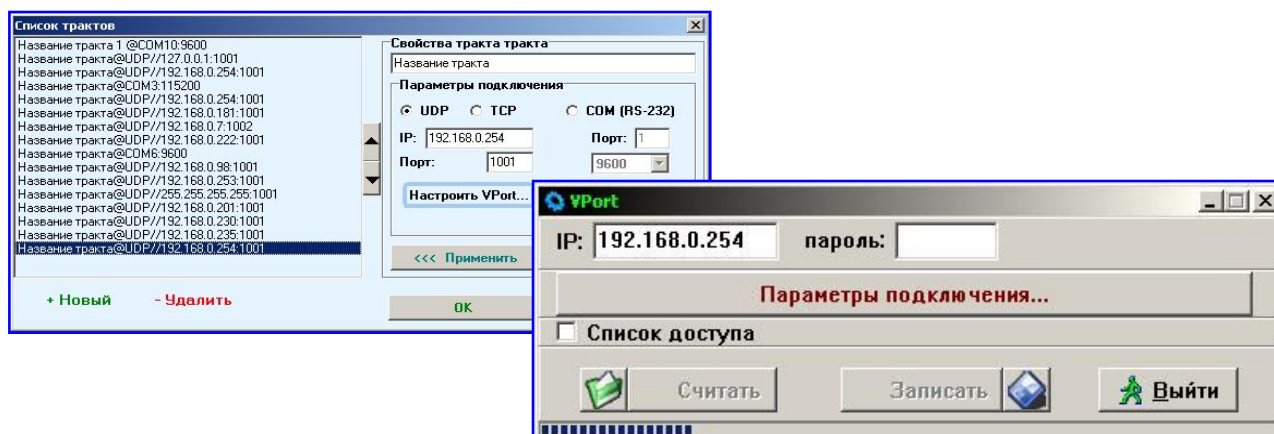 Список трактов
Название тракта 1 @COM10:9600
Название тракта@UDP//127.0.0.1:1001
Название тракта@UDP//192.168.0.254:1001
Название тракта@COM3:115200
Название тракта@UDP//192.168.0.254:1001
Название тракта@UDP//192.168.0.181:1001
Название тракта@UDP//192.168.0.7:1002
Название тракта@UDP//192.168.0.222:1001
Название тракта@COM6:9600
Название тракта@UDP//192.168.0.98:1001
Название тракта@UDP//192.168.0.253:1001
Название тракта@UDP//255.255.255.255:1001
Название тракта@UDP//192.168.0.201:1001
Название тракта@UDP//192.168.0.230:1001
Название тракта@UDP//192.168.0.235:1001
Название тракта@UDP//192.168.0.254:1001
+ Новый - Удалить
Свойства тракта тракта
Название тракта
Параметры подключения
UDP TCP COM (RS-232)
IP: 192.168.0.254 Порт: 1
Порт: 1001 9600
Настроить VPort...
<<< Применить
OK
VPort
IP: 192.168.0.254 пароль:
Параметры подключения...
Список доступа
Считать Записать Выйти